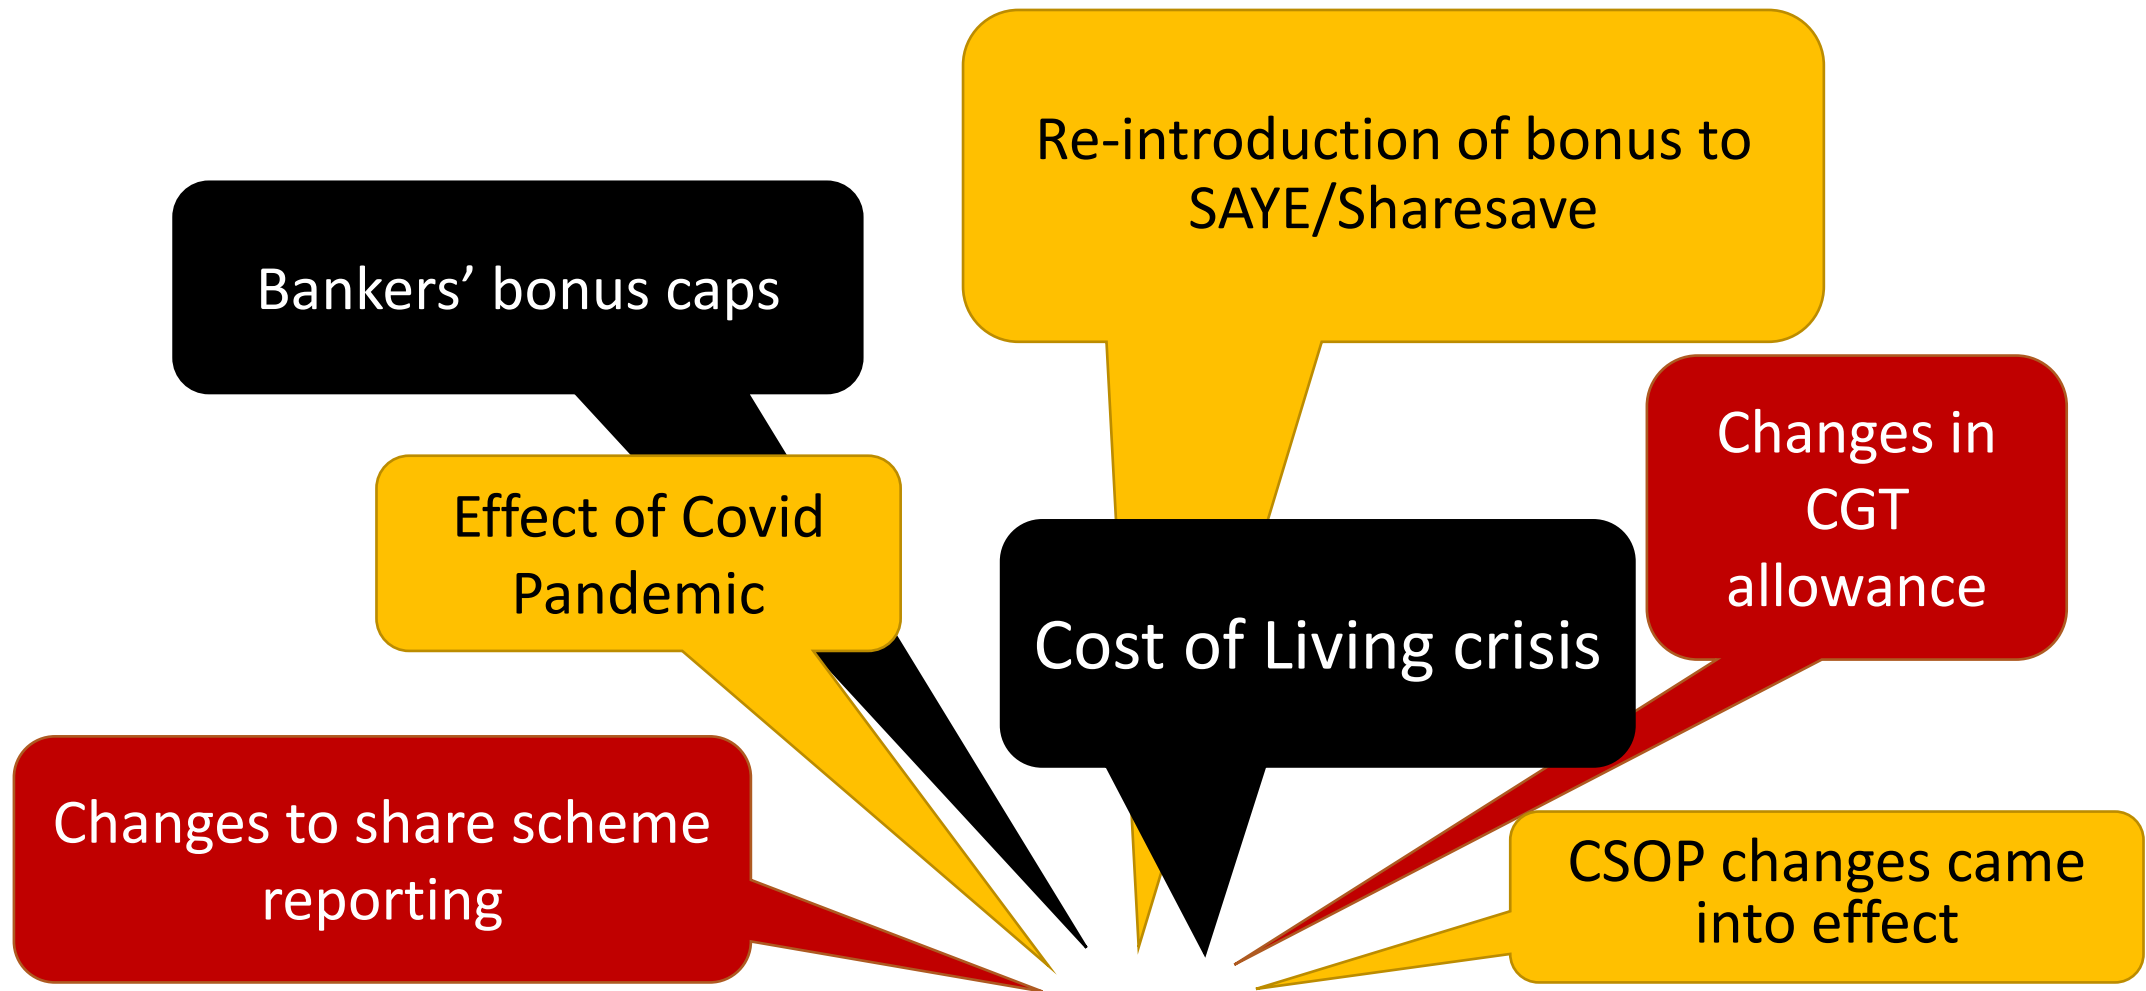 Re-introduction of bonus to
SAYE/Sharesave
Bankers’ bonus caps
Changes in
CGT
allowance
Effect of Covid
Pandemic
Cost of Living crisis
Changes to share scheme
reporting
CSOP changes came
into effect